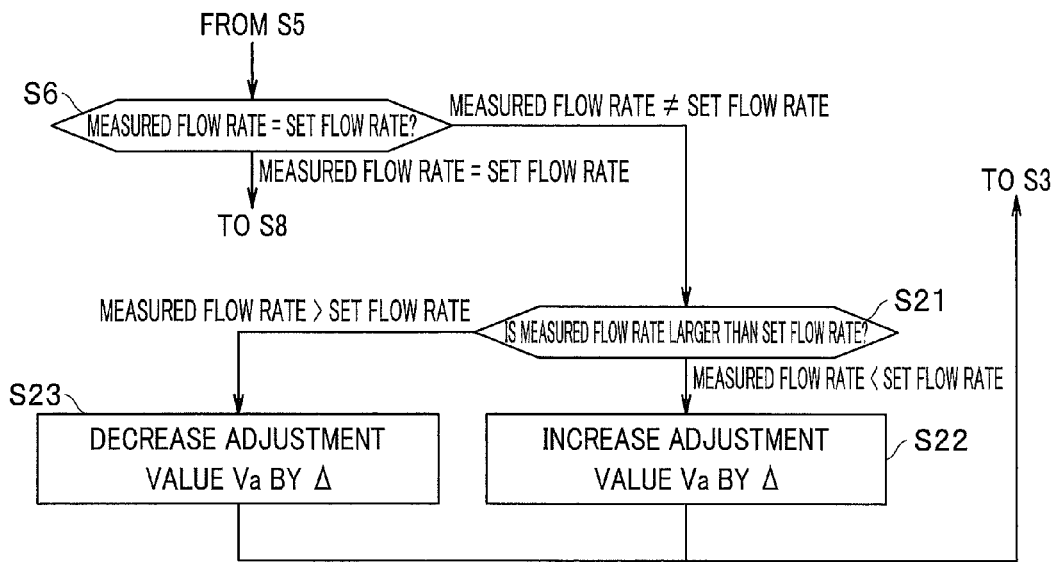 FROM S5
S6
MEASURED FLOW RATE = SET FLOW RATE?
MEASURED FLOW RATE ≠ SET FLOW RATE
MEASURED FLOW RATE = SET FLOW RATE
TO S8
TO S3
MEASURED FLOW RATE > SET FLOW RATE
S21
IS MEASURED FLOW RATE LARGER THAN SET FLOW RATE?
MEASURED FLOW RATE < SET FLOW RATE
S23
DECREASE ADJUSTMENT
VALUE Va BY Δ
INCREASE ADJUSTMENT
VALUE Va BY Δ
S22